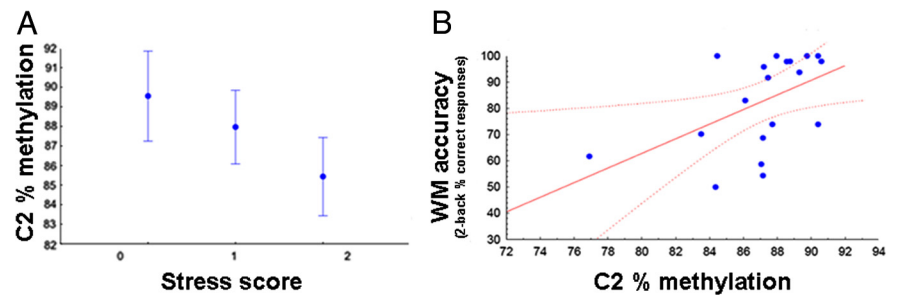 A
C2 % methylation
92
91
90
89
88
87
86
85
84
83
82
0 1 2
Stress score
B
WM accuracy
(2-back % correct responses)
100
90
80
70
60
50
40
30
72 74 76 78 80 82 84 86 88 90 92 94
C2 % methylation